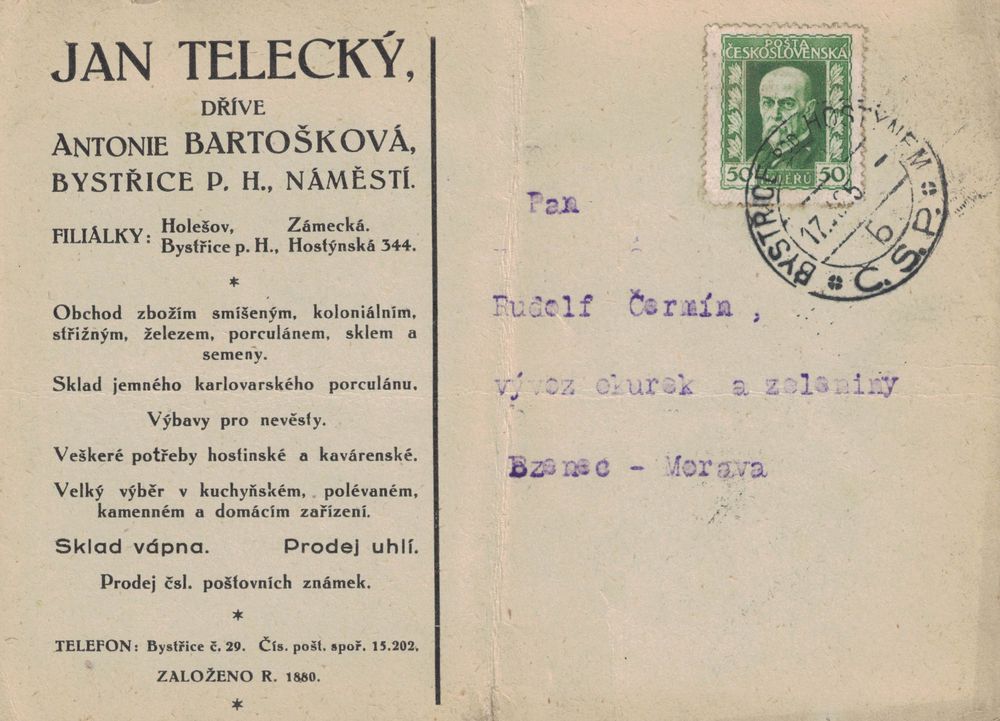 JAN TELECKÝ,
DŘÍVE
ANTONIE BARTOŠKOVÁ,
BYSTŘICE P. H., NÁMĚSTÍ.
FILIÁLKY: Holešov, Zámecká.
Bystřice p. H., Hostýnská 344.
*
Obchod zbožím smíšeným, koloniálním,
střižným, železem, porculánem, sklem a
semeny.
Sklad jemného karlovarského porculánu.
Výbavy pro nevěsty.
Veškeré potřeby hostinské a kavárenské.
Velký výběr v kuchyňském, polévaném,
kamenném a domácím zařízení.
Sklad vápna. Prodej uhlí.
Prodej čsl. poštovních známek.
*
TELEFON: Bystřice č. 29. Čís. pošt. spoř. 15.202.
ZALOŽENO R. 1880.
*
POŠTA
ČESKOSLOVENSKÁ
50 50
BYSTŘICE HOSTÝNEM
Č.S.P.
Pan
Rudolf Čermín,
vývoz okurek a zeleniny
Bzenec - Morava